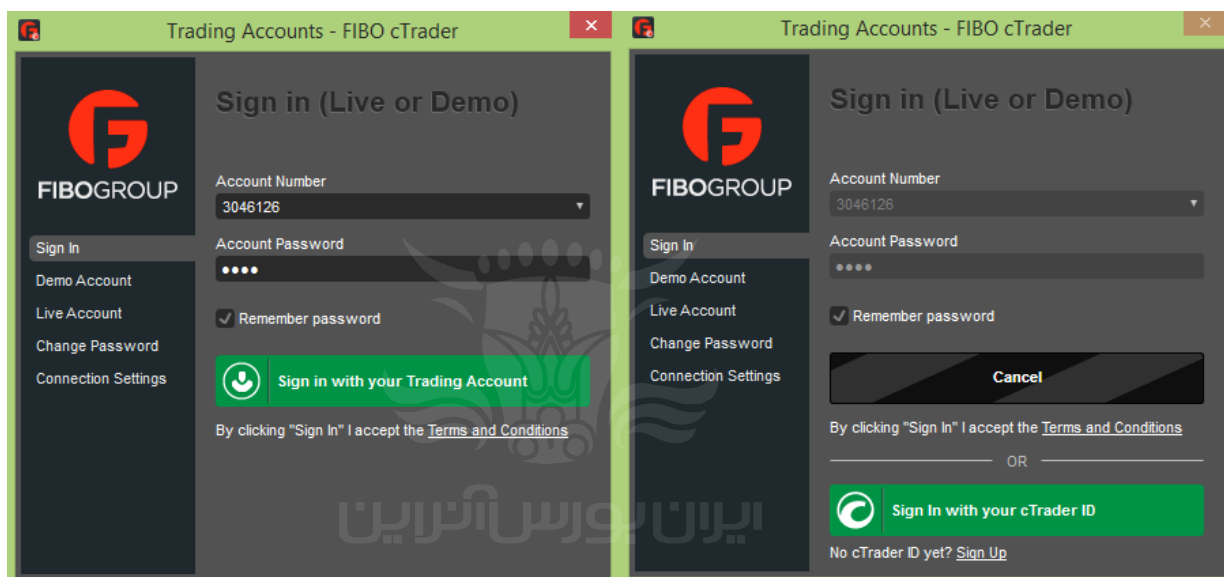 Trading Accounts - FIBO cTrader
FIBOGROUP
Sign In
Demo Account
Live Account
Change Password
Connection Settings
Sign in (Live or Demo)
Account Number
3046126
Account Password
Remember password
Sign in with your Trading Account
By clicking "Sign In" I accept the Terms and Conditions
Trading Accounts - FIBO cTrader
FIBOGROUP
Sign In
Demo Account
Live Account
Change Password
Connection Settings
Sign in (Live or Demo)
Account Number
3046126
Account Password
Remember password
Cancel
By clicking "Sign In" I accept the Terms and Conditions
OR
Sign In with your cTrader ID
No cTrader ID yet? Sign Up
ایران بورس آنلاین